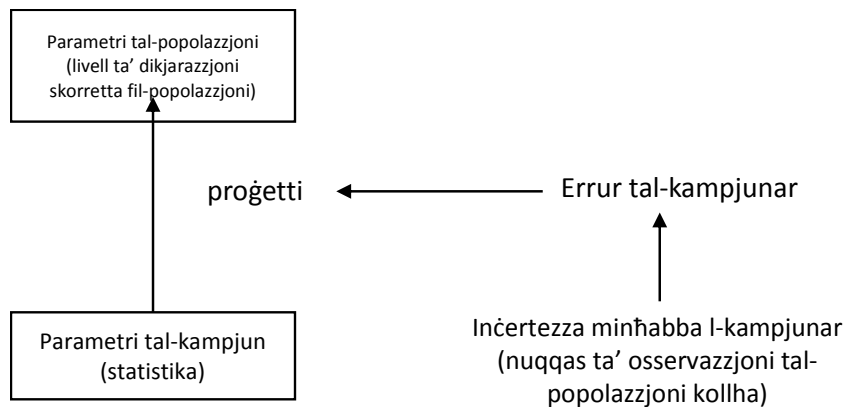 Parametri tal-popolazzjoni
(livell ta’ dikjarazzjoni
skorretta fil-popolazzjoni)
proġetti
Errur tal-kampjunar
Parametri tal-kampjun
(statistika)
Inċertezza minħabba l-kampjunar
(nuqqas ta’ osservazzjoni tal-
popolazzjoni kollha)